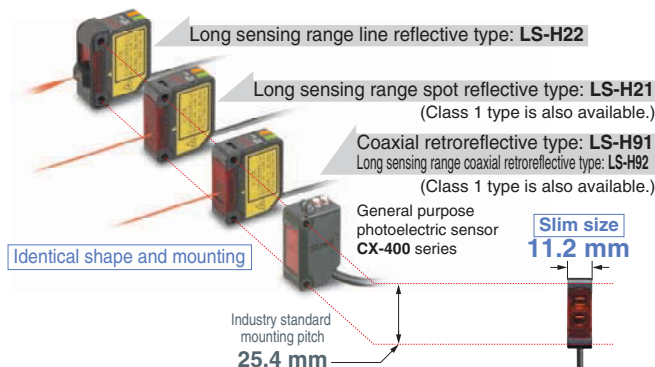 Long sensing range line reflective type: LS-H22
Long sensing range spot reflective type: LS-H21
(Class 1 type is also available.)
Coaxial retroreflective type: LS-H91
Long sensing range coaxial retroreflective type: LS-H92
(Class 1 type is also available.)
General purpose
photoelectric sensor
CX-400 series
Slim size
11.2 mm
Identical shape and mounting
Industry standard
mounting pitch
25.4 mm